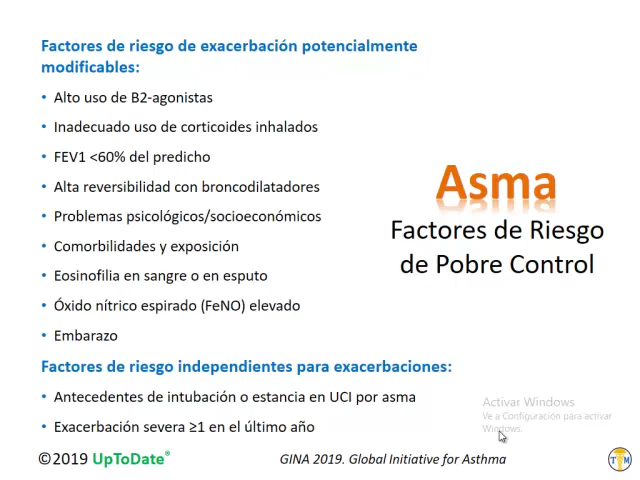 Factores de riesgo de exacerbación potencialmente
modificables:
• Alto uso de B2-agonistas
• Inadecuado uso de corticoides inhalados
• FEV1 <60% del predicho
• Alta reversibilidad con broncodilatadores
• Problemas psicológicos/socioeconómicos
• Comorbilidades y exposición
• Eosinofilia en sangre o en esputo
• Óxido nítrico espirado (FeNO) elevado
• Embarazo
Factores de riesgo independientes para exacerbaciones:
• Antecedentes de intubación o estancia en UCI por asma
• Exacerbación severa ≥1 en el último año
Asma
Factores de Riesgo
de Pobre Control
Activar Windows
Ve a Configuración para activar
Windows.
©2019 UpToDate®
GINA 2019. Global Initiative for Asthma
T M